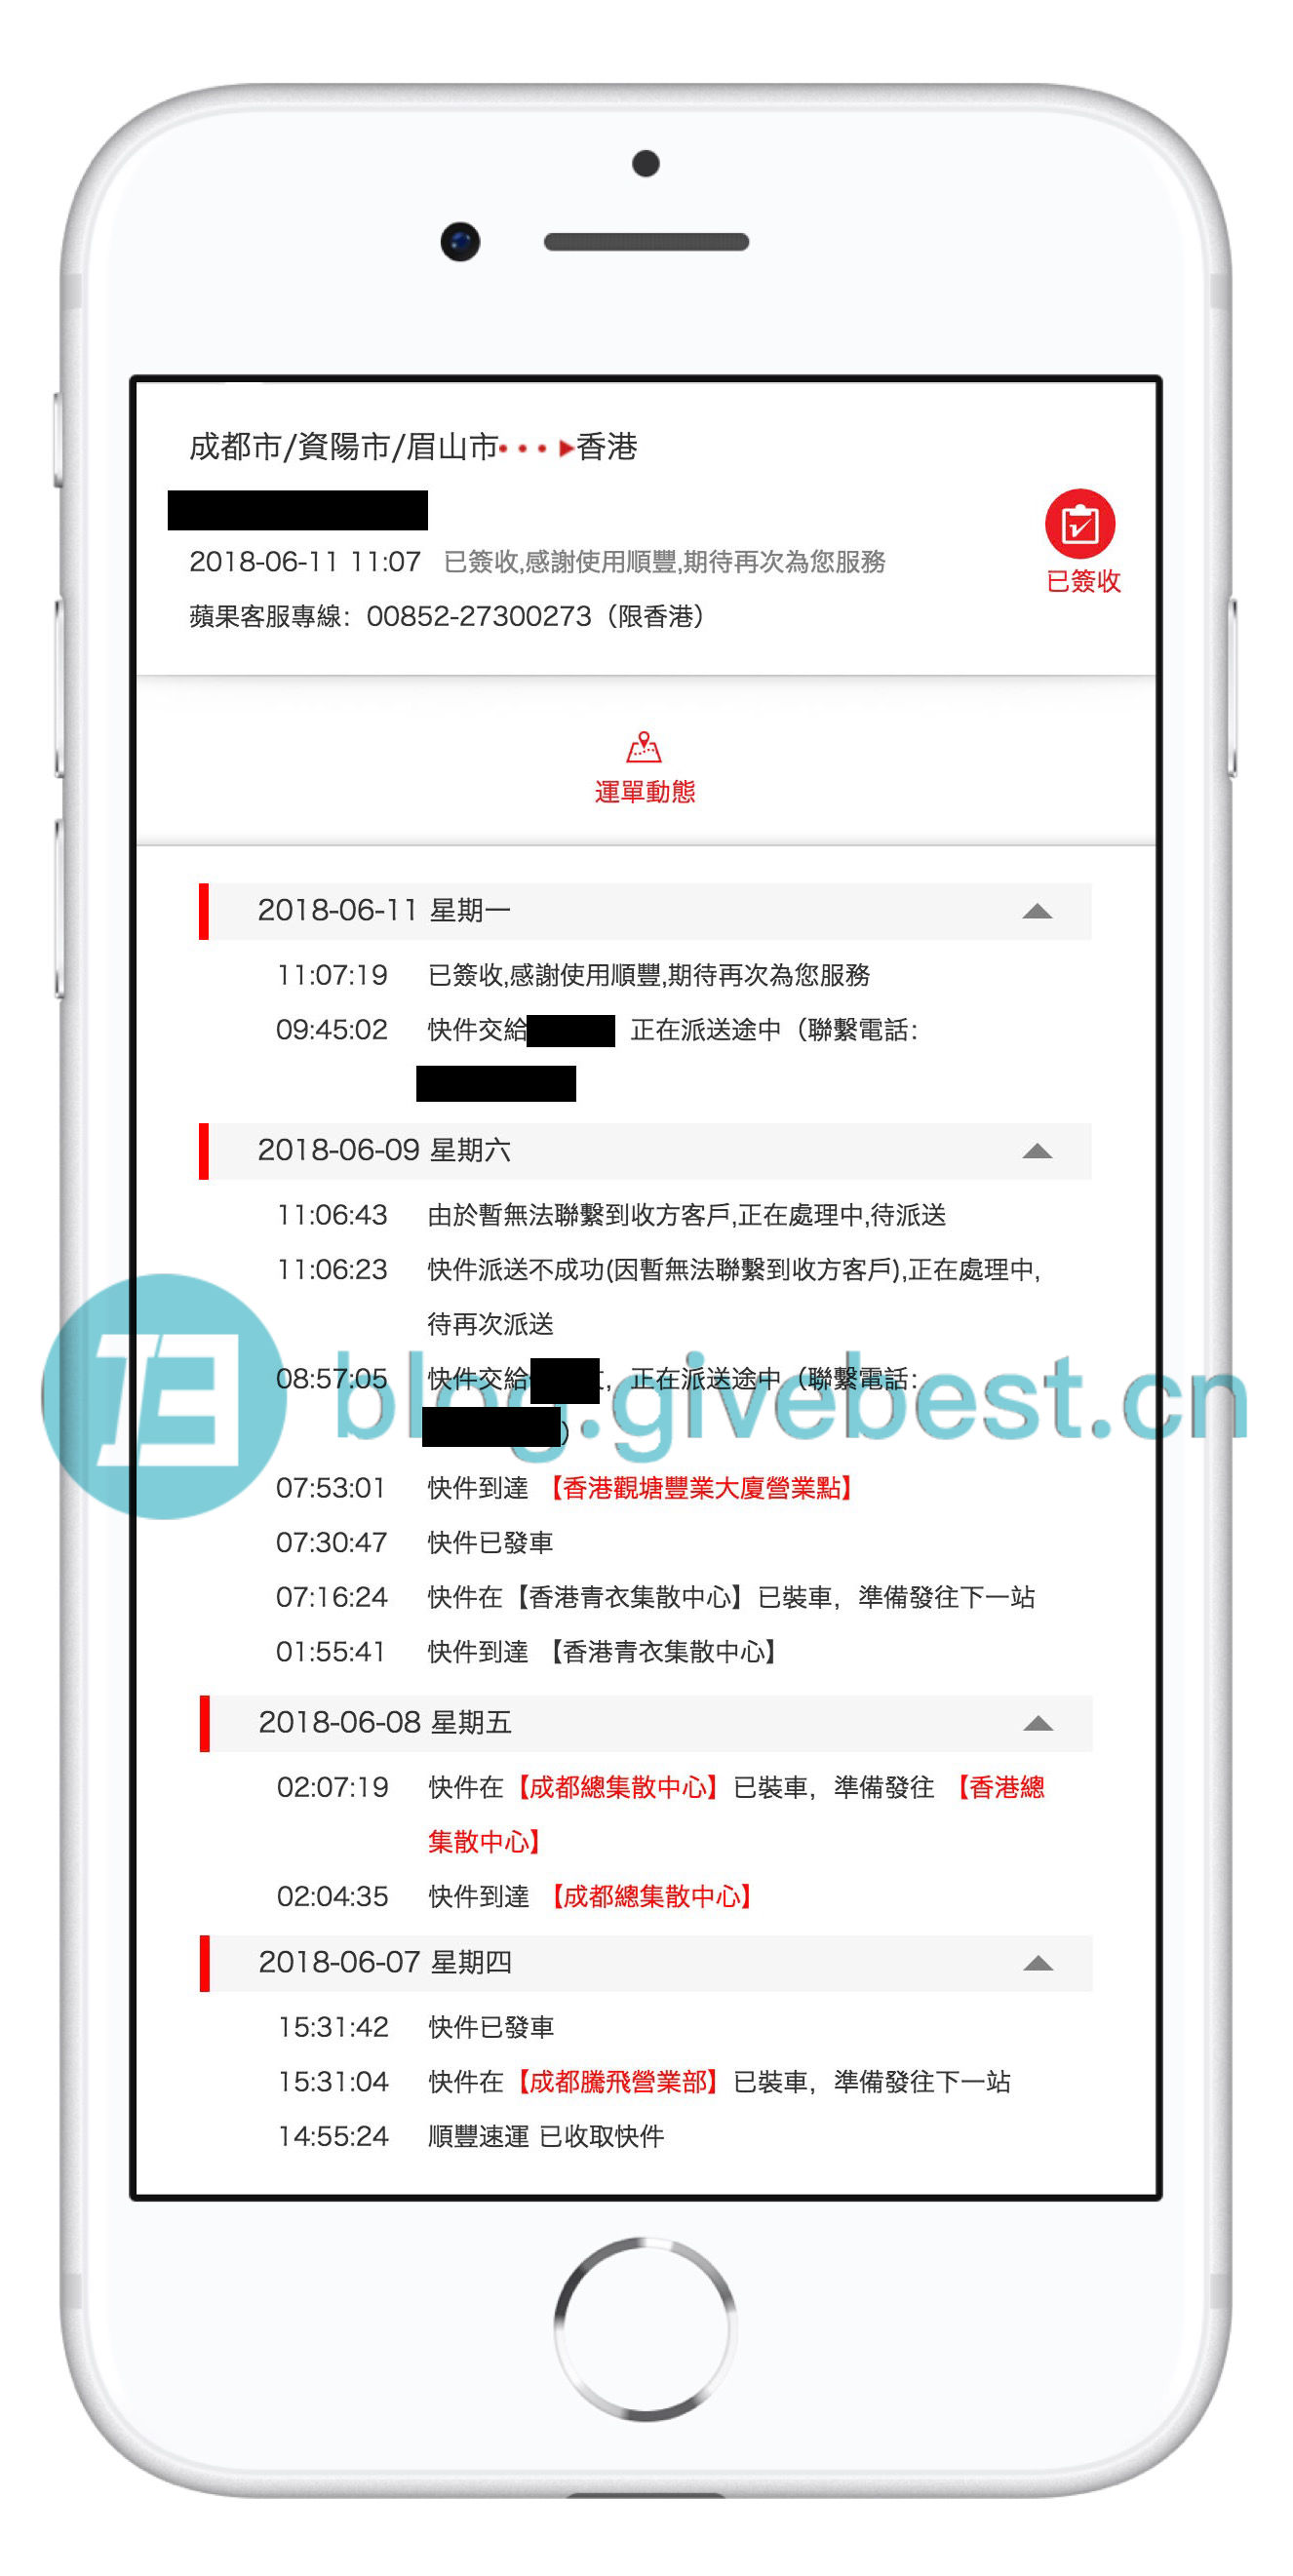 成都市/資陽市/眉山市 香港
2018-06-11 11:07 已簽收,感謝使用順豐,期待再次為您服務
已簽收
蘋果客服專線：00852-27300273（限香港）
運單動態
2018-06-11 星期一
11:07:19 已簽收,感謝使用順豐,期待再次為您服務
09:45:02 快件交給 正在派送途中（聯繫電話：
2018-06-09 星期六
11:06:43 由於暫無法聯繫到收方客戶,正在處理中,待派送
11:06:23 快件派送不成功(因暫無法聯繫到收方客戶),正在處理中,
待再次派送
08:57:05 快件交給 ，正在派送途中（聯繫電話：
）
blog.givebest.cn
07:53:01 快件到達 【香港觀塘豐業大廈營業點】
07:30:47 快件已發車
07:16:24 快件在【香港青衣集散中心】已裝車，準備發往下一站
01:55:41 快件到達 【香港青衣集散中心】
2018-06-08 星期五
02:07:19 快件在【成都總集散中心】已裝車，準備發往 【香港總
集散中心】
02:04:35 快件到達 【成都總集散中心】
2018-06-07 星期四
15:31:42 快件已發車
15:31:04 快件在【成都騰飛營業部】已裝車，準備發往下一站
14:55:24 順豐速運 已收取快件